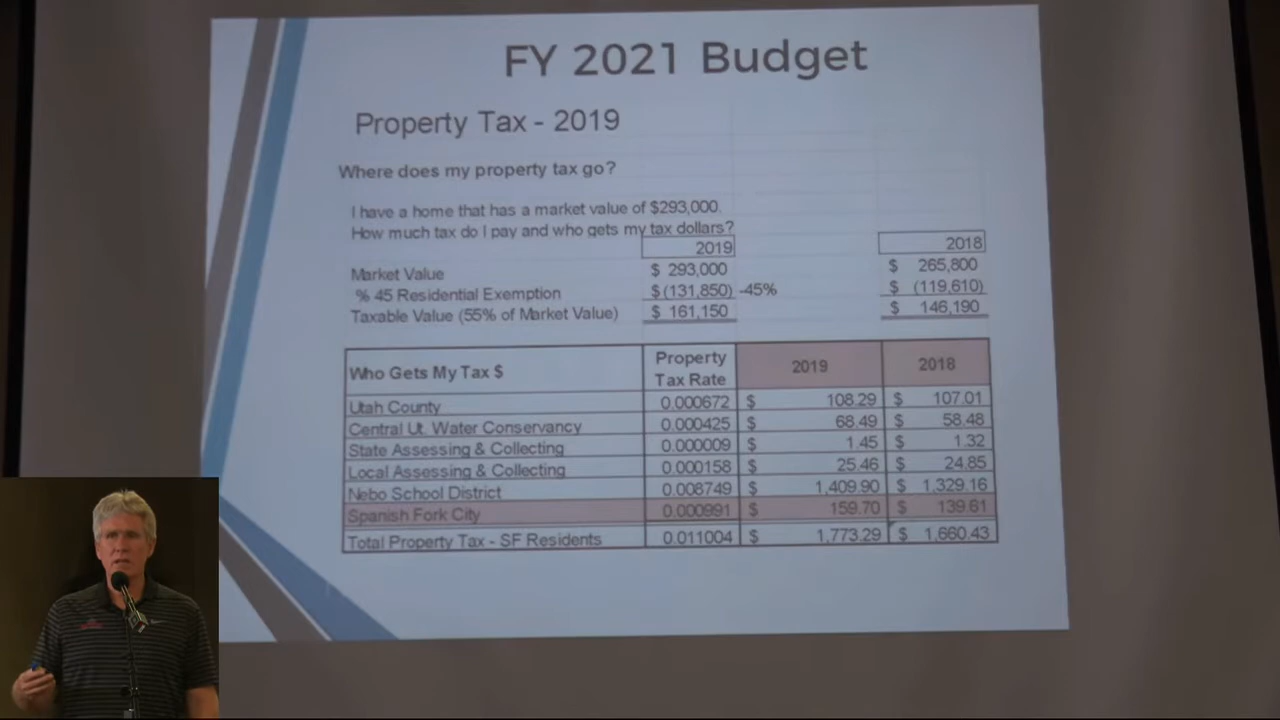 FY 2021 Budget
Property Tax - 2019
Where does my property tax go?
I have a home that has a market value of $293,000.
How much tax do I pay and who gets my tax dollars?
2019 2018
Market Value $ 293,000 $ 265,800
% 45 Residential Exemption $ (131,850) -45% $ (119,610)
Taxable Value (55% of Market Value) $ 161,150 $ 146,190
Who Gets My Tax $ Property Tax Rate 2019 2018
Utah County 0.000672 $ 108.29 $ 107.01
Central Ut. Water Conservancy 0.000425 $ 68.49 $ 58.48
State Assessing & Collecting 0.000009 $ 1.45 $ 1.32
Local Assessing & Collecting 0.000158 $ 25.46 $ 24.85
Nebo School District 0.008749 $ 1,409.90 $ 1,329.16
Spanish Fork City 0.000991 $ 159.70 $ 139.61
Total Property Tax - SF Residents 0.011004 $ 1,773.29 $ 1,660.43